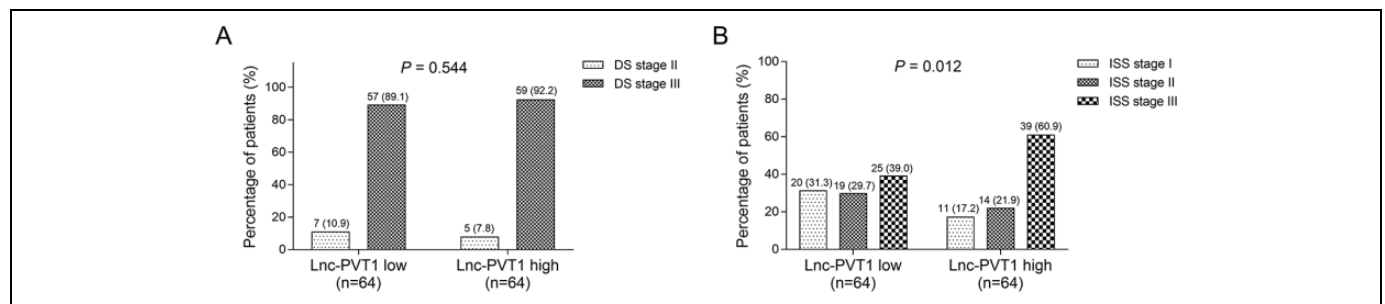 A
P = 0.544
DS stage II
DS stage III
Percentage of patients (%)
100
80
60
40
20
0
7 (10.9)
57 (89.1)
5 (7.8)
59 (92.2)
Lnc-PVT1 low
(n=64)
Lnc-PVT1 high
(n=64)
B
P = 0.012
ISS stage I
ISS stage II
ISS stage III
Percentage of patients (%)
100
80
60
40
20
0
20 (31.3)
19 (29.7)
25 (39.0)
11 (17.2)
14 (21.9)
39 (60.9)
Lnc-PVT1 low
(n=64)
Lnc-PVT1 high
(n=64)